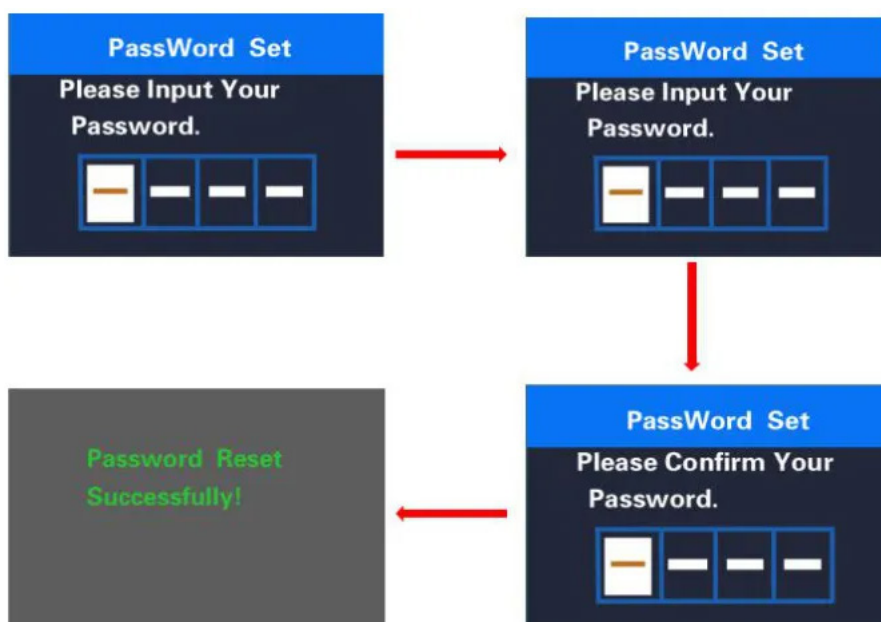 PassWord Set
Please Input Your
Password.
PassWord Set
Please Input Your
Password.
PassWord Set
Please Confirm Your
Password.
Password Reset
Successfully!